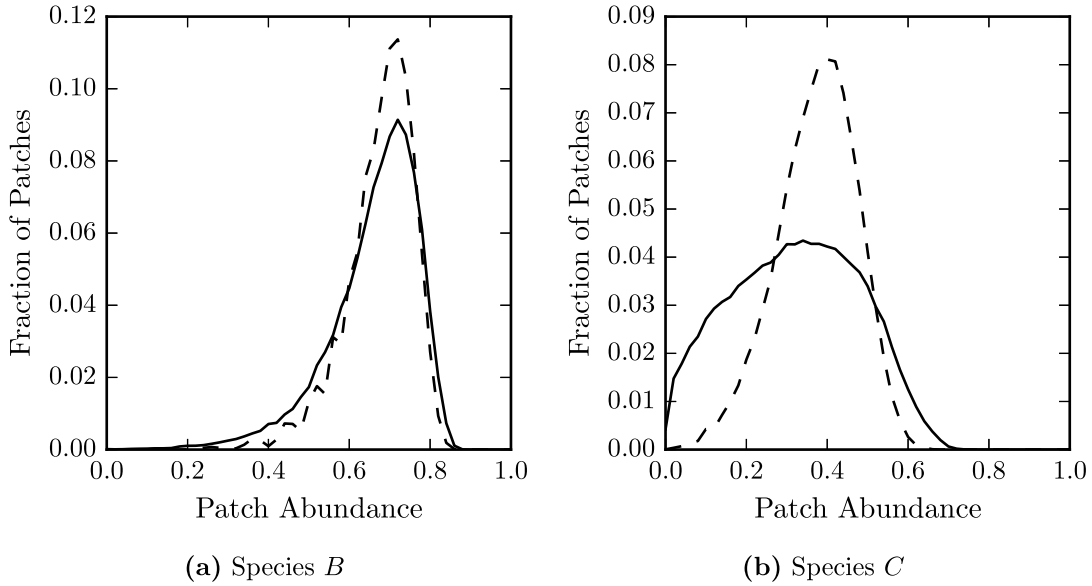 0.12
0.10
0.08
0.06
0.04
0.02
0.00
0.0 0.2 0.4 0.6 0.8 1.0
Fraction of Patches
Patch Abundance
(a) Species B
0.09
0.08
0.07
0.06
0.05
0.04
0.03
0.02
0.01
0.00
0.0 0.2 0.4 0.6 0.8 1.0
Fraction of Patches
Patch Abundance
(b) Species C